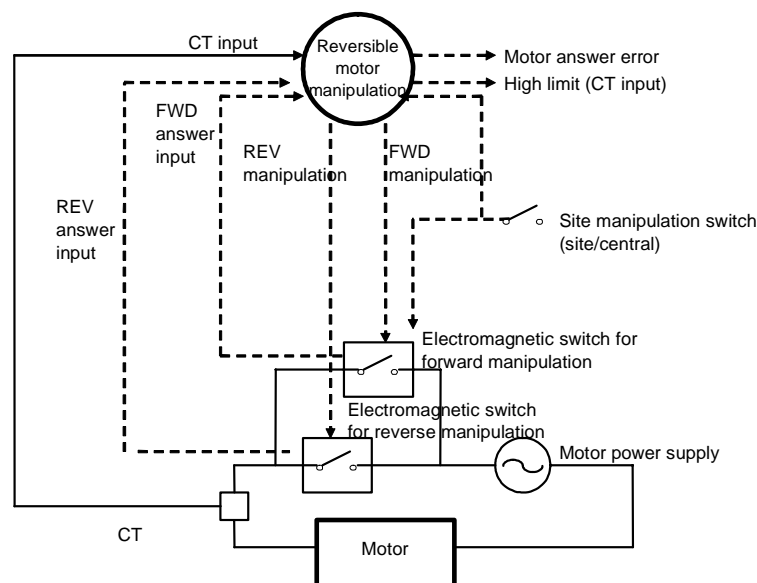 CT input
Reversible
motor
manipulation
Motor answer error
High limit (CT input)
FWD
answer
input
REV
manipulation
FWD
manipulation
REV
answer
input
Site manipulation switch
(site/central)
Electromagnetic switch for
forward manipulation
Electromagnetic switch
for reverse manipulation
Motor power supply
CT
Motor